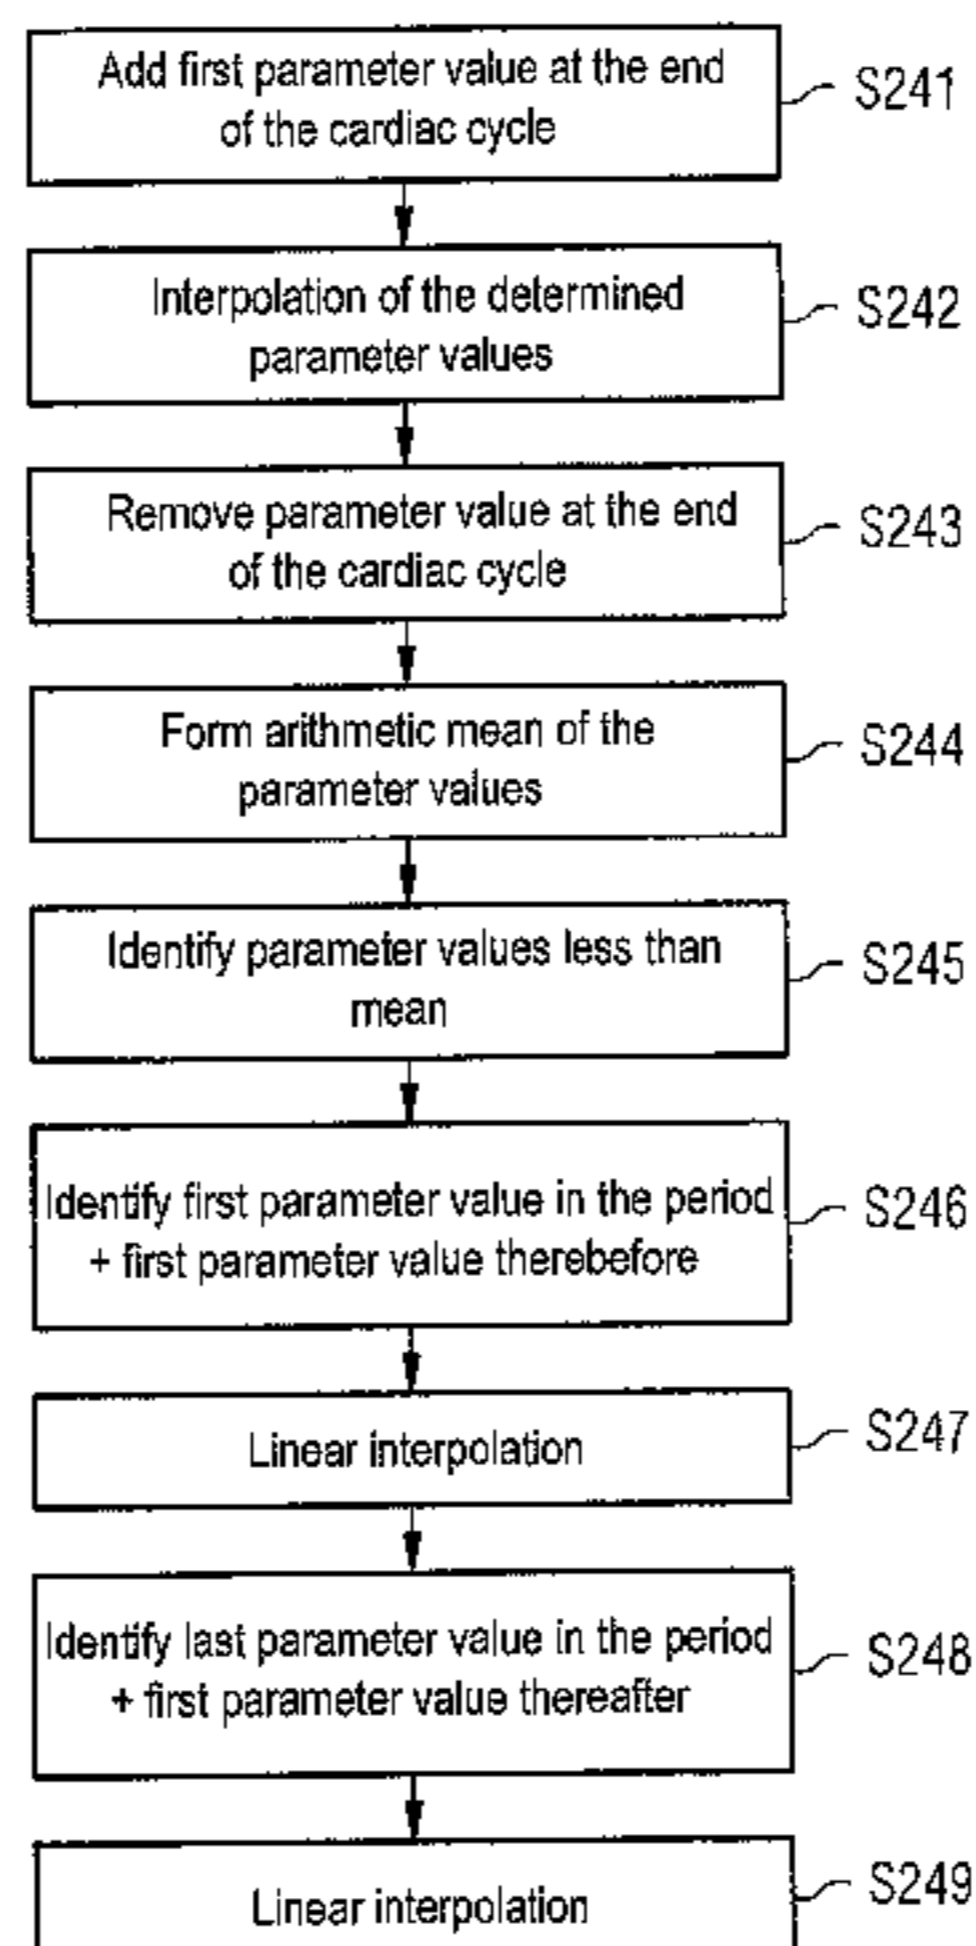 Add first parameter value at the end
of the cardiac cycle
S241
Interpolation of the determined
parameter values
S242
Remove parameter value at the end
of the cardiac cycle
S243
Form arithmetic mean of the
parameter values
S244
Identify parameter values less than
mean
S245
Identify first parameter value in the period
+ first parameter value therebefore
S246
Linear interpolation
S247
Identify last parameter value in the period
+ first parameter value thereafter
S248
Linear interpolation
S249